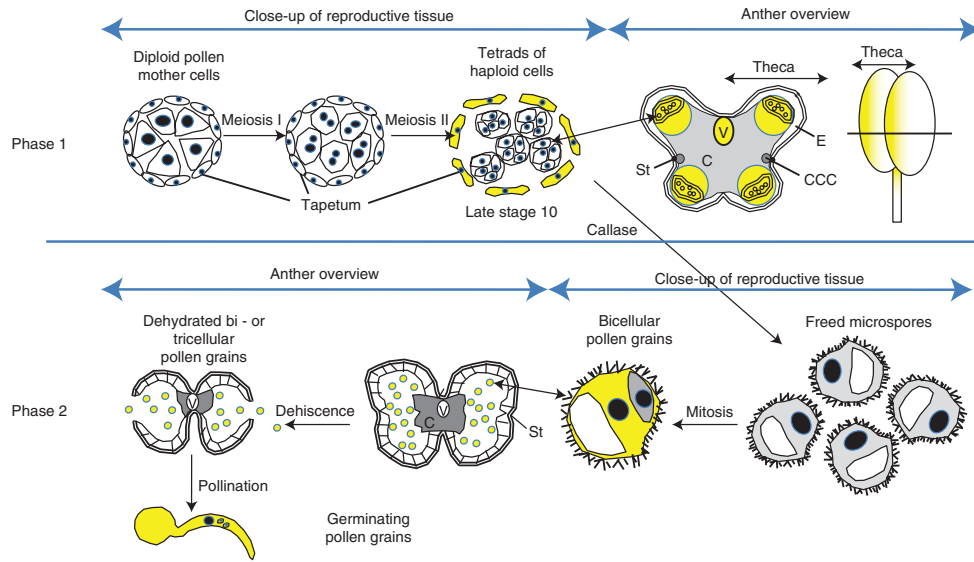 Close-up of reproductive tissue
Anther overview
Diploid pollen
mother cells
Tetrads of
haploid cells
Theca
Theca
Phase 1
Meiosis I
Meiosis II
V
E
St
C
CCC
Tapetum
Late stage 10
Callase
Anther overview
Close-up of reproductive tissue
Dehydrated bi - or
tricellular
pollen grains
Bicellular
pollen grains
Freed microspores
Phase 2
V
Dehiscence
V
C
St
Mitosis
Pollination
Germinating
pollen grains